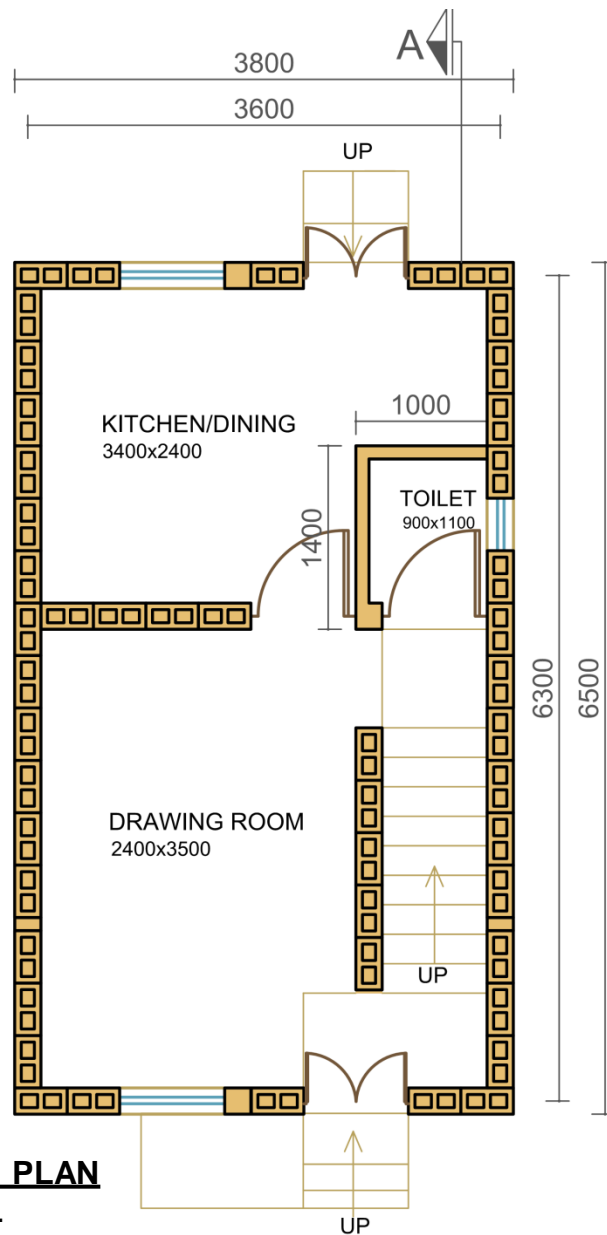 A
3800
3600
UP
1000
KITCHEN/DINING
3400x2400
TOILET
900x1100
1400
6300
6500
DRAWING ROOM
2400x3500
UP
PLAN
UP